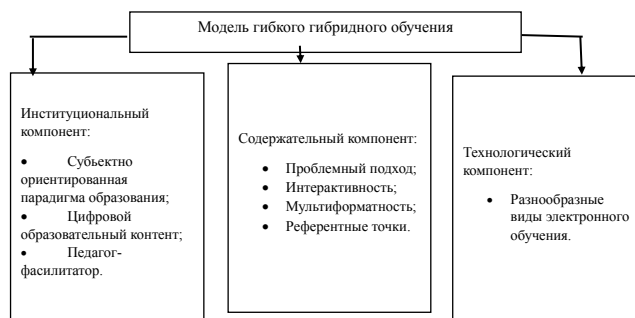 Модель гибкого гибридного обучения
Институциональный
компонент:
• Субъектно
ориентированная
парадигма образования;
• Цифровой
образовательный контент;
• Педагог-
фасилитатор.
Содержательный компонент:
• Проблемный подход;
• Интерактивность;
• Мультиформатность;
• Референтные точки.
Технологический
компонент:
• Разнообразные
виды электронного
обучения.